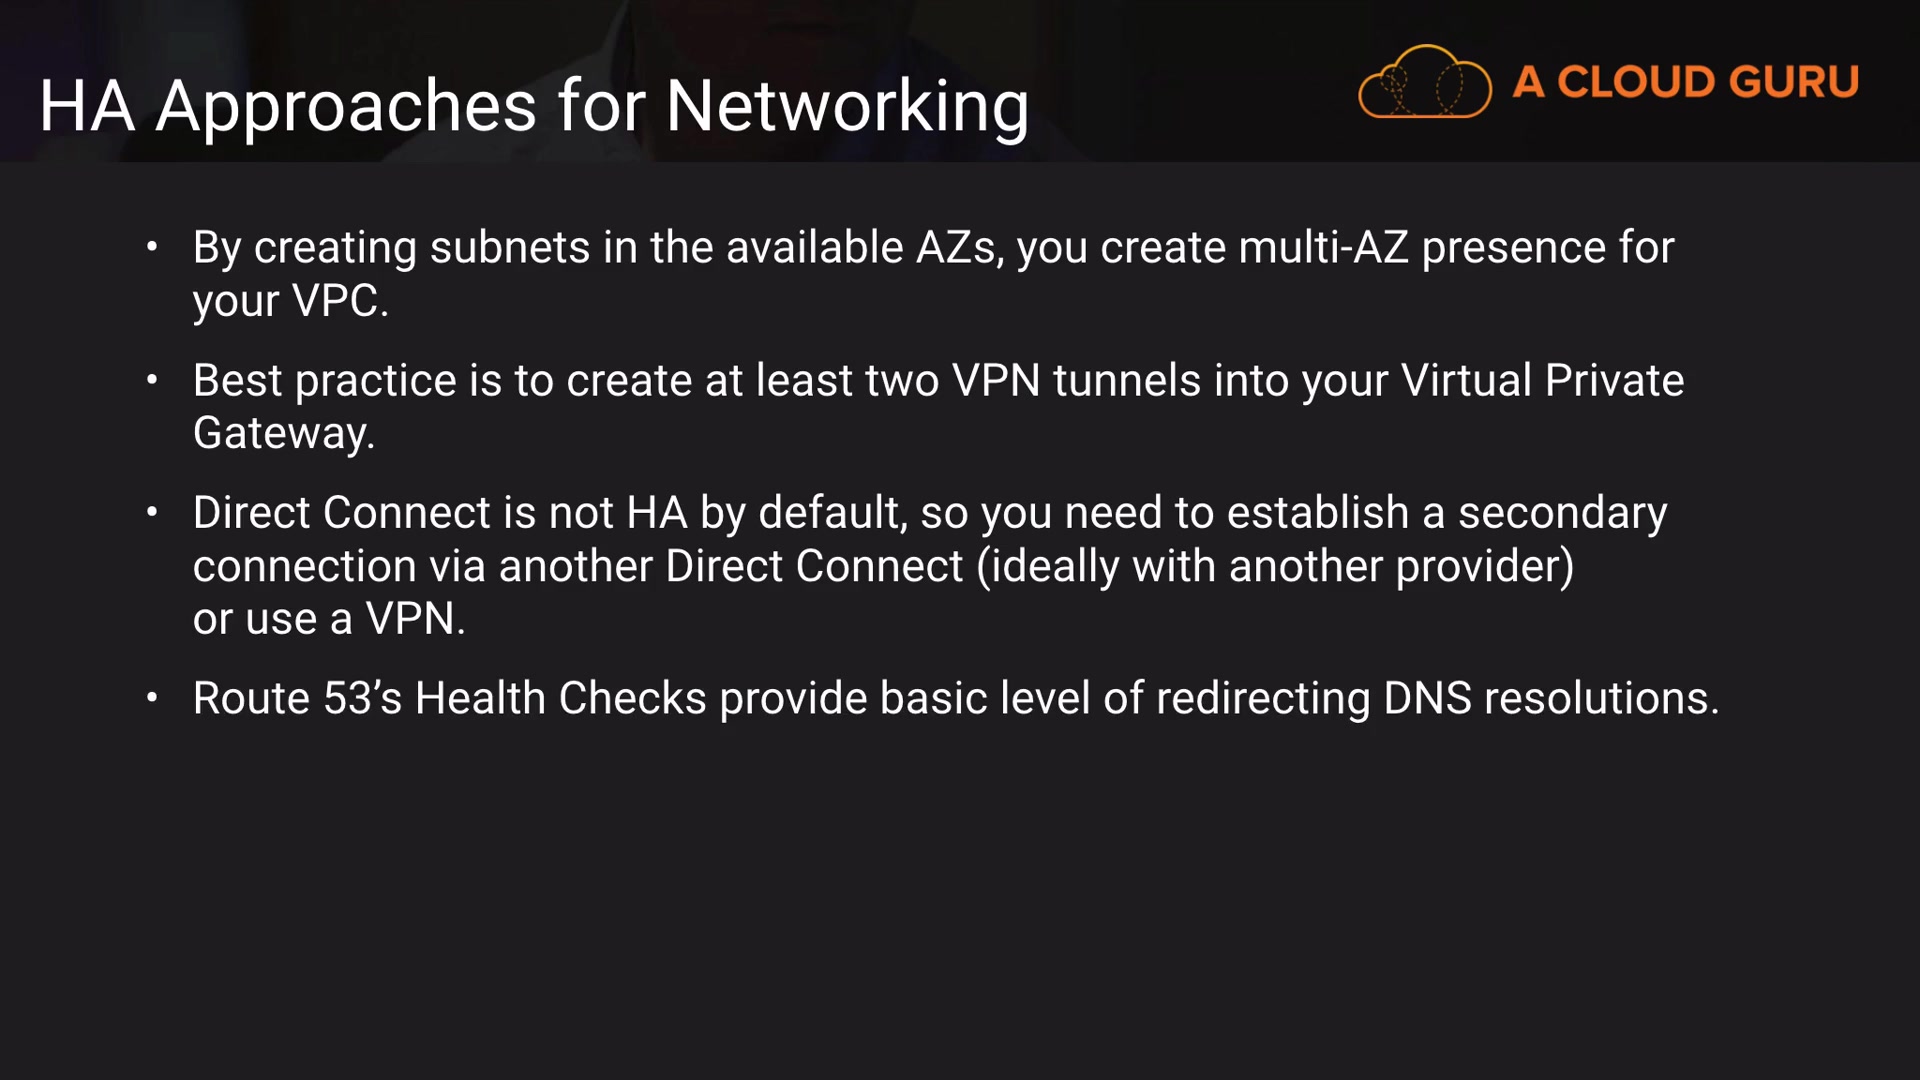 HA Approaches for Networking
A CLOUD GURU
• By creating subnets in the available AZs, you create multi-AZ presence for
your VPC.
• Best practice is to create at least two VPN tunnels into your Virtual Private
Gateway.
• Direct Connect is not HA by default, so you need to establish a secondary
connection via another Direct Connect (ideally with another provider)
or use a VPN.
• Route 53’s Health Checks provide basic level of redirecting DNS resolutions.